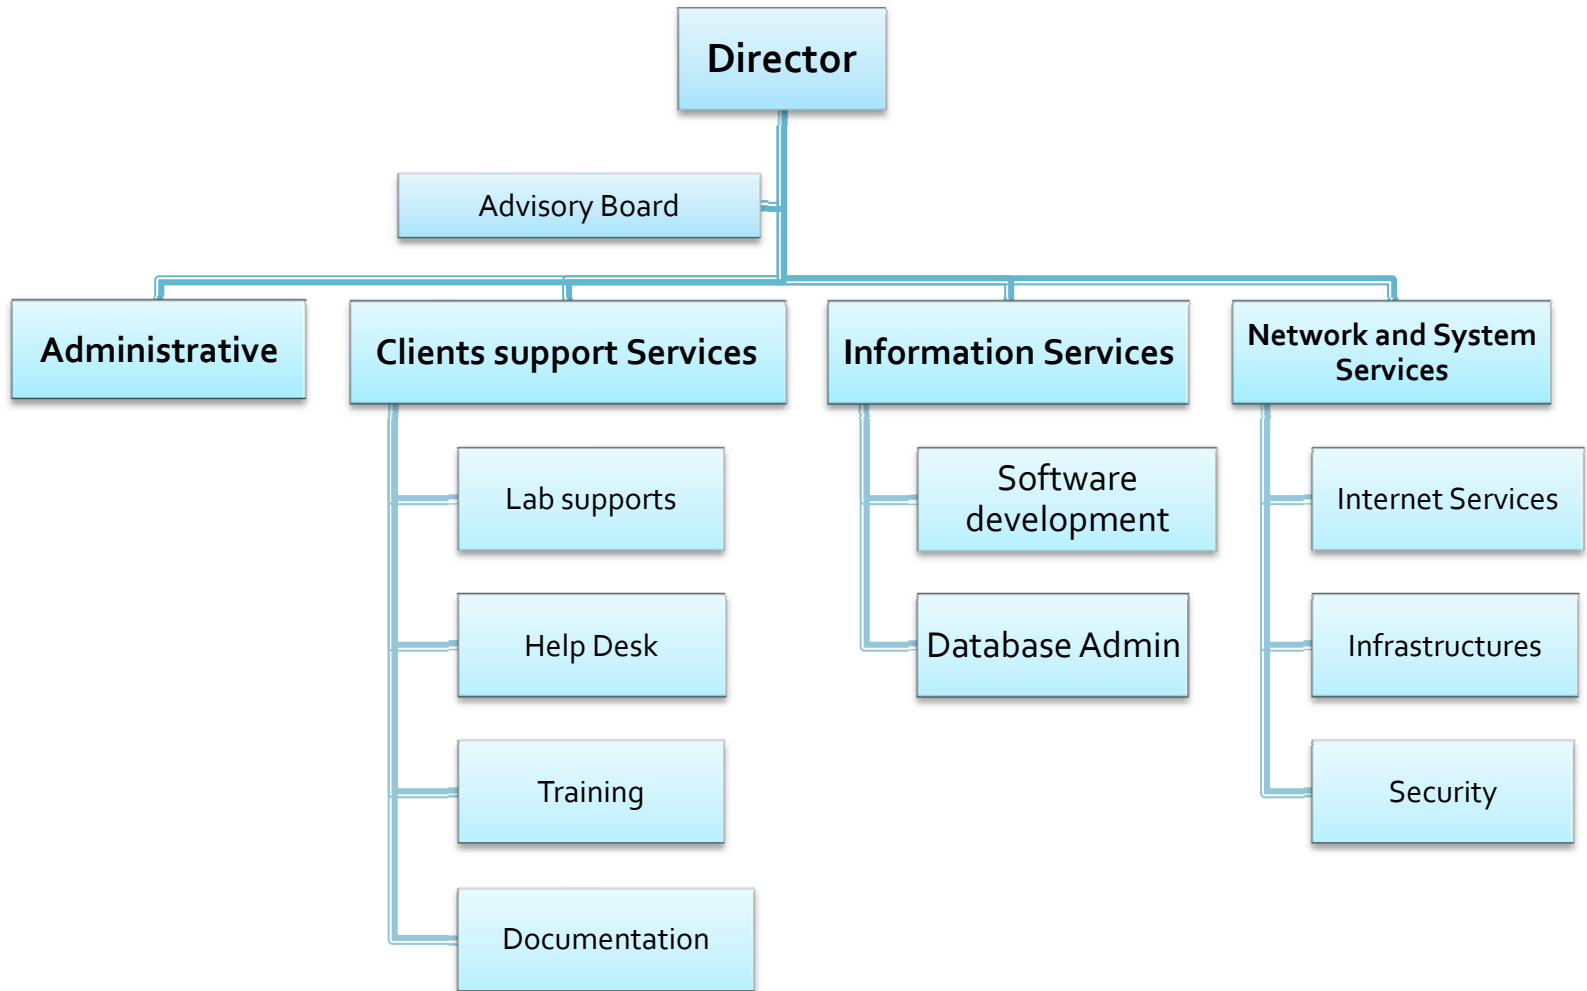 Director
Advisory Board
Administrative
Clients support Services
Information Services
Network and System
Services
Lab supports
Help Desk
Training
Documentation
Software
development
Database Admin
Internet Services
Infrastructures
Security